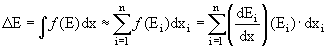 ΔE = ∫ f(E) dx ≈ ∑_{i=1}^{n} f(E_i) dx_i = ∑_{i=1}^{n} (dE_i/dx) (E_i) · dx_i